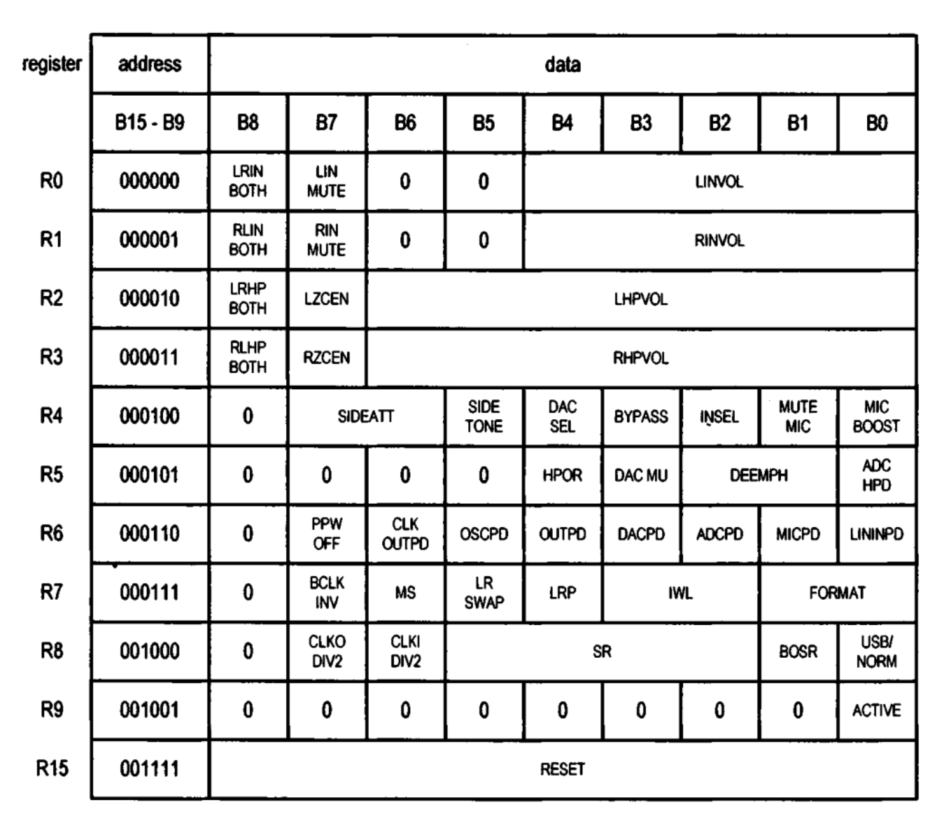 register address data
B15 - B9 B8 B7 B6 B5 B4 B3 B2 B1 B0
R0 000000 LRIN BOTH LIN MUTE 0 0 LINVOL
R1 000001 RLIN BOTH RIN MUTE 0 0 RINVOL
R2 000010 LRHP BOTH LZCEN LHPVOL
R3 000011 RLHP BOTH RZCEN RHPVOL
R4 000100 0 SIDEATT SIDE TONE DAC SEL BYPASS INSEL MUTE MIC MIC BOOST
R5 000101 0 0 0 0 HPOR DAC MU DEEMPH ADC HPD
R6 000110 0 PPW OFF CLK OUTPD OSCPD OUTPD DACPD ADCPD MICPD LININPD
R7 000111 0 BCLK INV MS LR SWAP LRP IWL FORMAT
R8 001000 0 CLKO DIV2 CLKI DIV2 SR BOSR USB/ NORM
R9 001001 0 0 0 0 0 0 0 0 ACTIVE
R15 001111 RESET